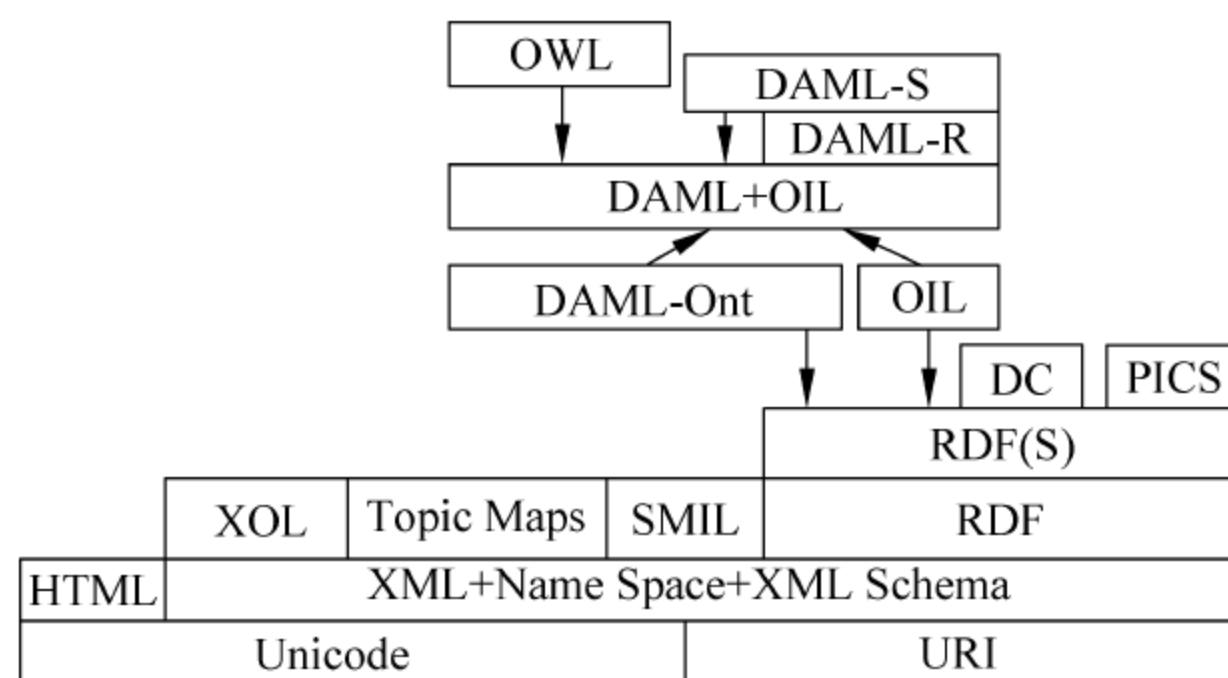 OWL
DAML-S
DAML-R
DAML+OIL
DAML-Ont
OIL
DC
PICS
RDF(S)
XOL
Topic Maps
SMIL
RDF
HTML
XML+Name Space+XML Schema
Unicode
URI